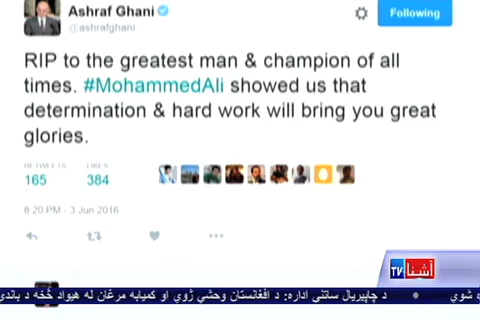 Ashraf Ghani
@ashrafghani
Following
RIP to the greatest man & champion of all
times. #MohammedAli showed us that
determination & hard work will bring you great
glories.
RETWEETS LIKES
165 384
8:20 PM - 3 Jun 2016
TV آشنا
ه شوي • د چاپیریال ساتنې اداره: د افغانستان وحشي ژوي او کمیابه مرغان له هیواد څخه د باندې